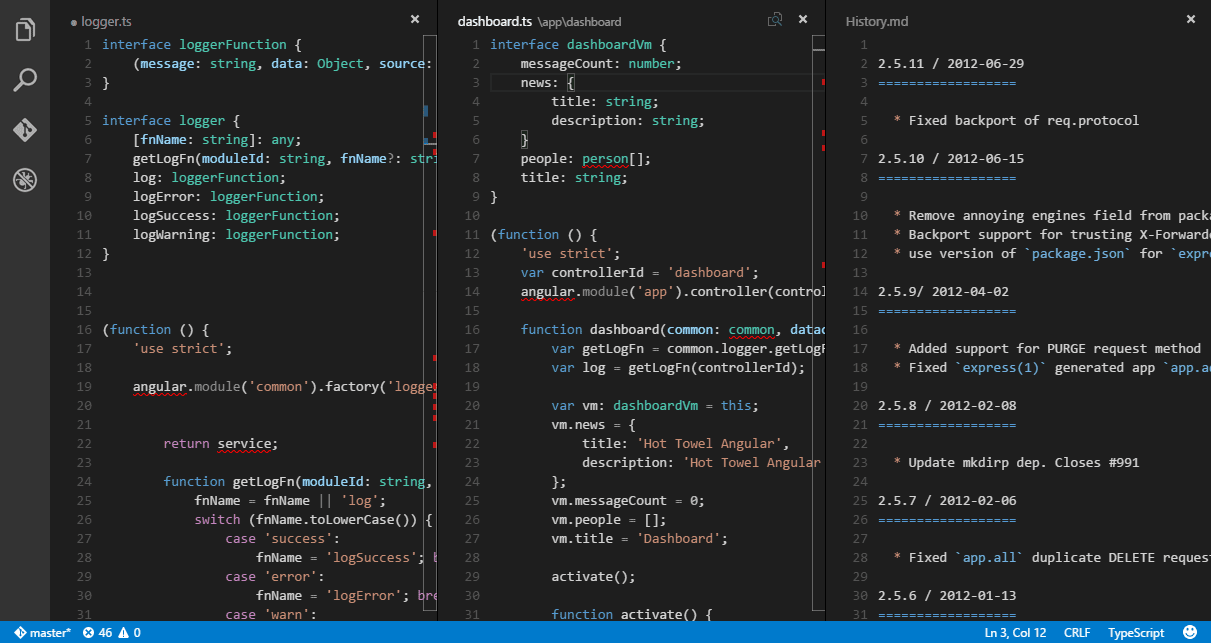 logger.ts
1 interface loggerFunction {
2 (message: string, data: Object, source:
3 }
4
5 interface logger {
6 [fnName: string]: any;
7 getLogFn(moduleId: string, fnName?: stri
8 log: loggerFunction;
9 logError: loggerFunction;
10 logSuccess: loggerFunction;
11 logWarning: loggerFunction;
12 }
13
14
15
16 (function () {
17 'use strict';
18
19 angular.module('common').factory('logge
20
21
22 return service;
23
24 function getLogFn(moduleId: string,
25 fnName = fnName || 'log';
26 switch (fnName.toLowerCase()) {
27 case 'success':
28 fnName = 'logSuccess'; b
29 case 'error':
30 fnName = 'logError'; bre
31 case 'warn':
dashboard.ts \app\dashboard
1 interface dashboardVm {
2 messageCount: number;
3 news: {
4 title: string;
5 description: string;
6 }
7 people: person[];
8 title: string;
9 }
10
11 (function () {
12 'use strict';
13 var controllerId = 'dashboard';
14 angular.module('app').controller(control
15
16 function dashboard(common: common, datac
17 var getLogFn = common.logger.getLogF
18 var log = getLogFn(controllerId);
19
20 var vm: dashboardVm = this;
21 vm.news = {
22 title: 'Hot Towel Angular',
23 description: 'Hot Towel Angular
24 };
25 vm.messageCount = 0;
26 vm.people = [];
27 vm.title = 'Dashboard';
28
29 activate();
30
31 function activate() {
History.md
1
2 2.5.11 / 2012-06-29
3 ==================
4
5 * Fixed backport of req.protocol
6
7 2.5.10 / 2012-06-15
8 ==================
9
10 * Remove annoying engines field from packa
11 * Backport support for trusting X-Forwarde
12 * use version of `package.json` for `expre
13
14 2.5.9/ 2012-04-02
15 ==================
16
17 * Added support for PURGE request method
18 * Fixed `express(1)` generated app `app.ad
19
20 2.5.8 / 2012-02-08
21 ==================
22
23 * Update mkdirp dep. Closes #991
24
25 2.5.7 / 2012-02-06
26 ==================
27
28 * Fixed `app.all` duplicate DELETE request
29
30 2.5.6 / 2012-01-13
31 ==================
master* 46 0
Ln 3, Col 12 CRLF TypeScript